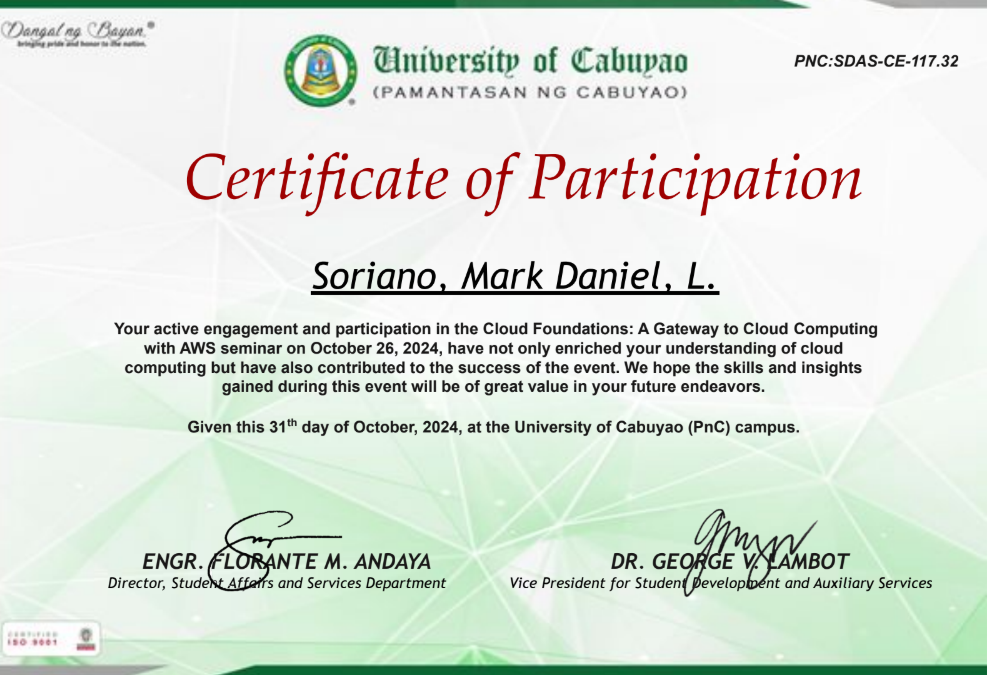 Dangal ng Bayan.®
bringing pride and honor to the nation.
University of Cabuyao
(PAMANTASAN NG CABUYAO)
®
PNC:SDAS-CE-117.32
Certificate of Participation
Soriano, Mark Daniel, L.
Your active engagement and participation in the Cloud Foundations: A Gateway to Cloud Computing
with AWS seminar on October 26, 2024, have not only enriched your understanding of cloud
computing but have also contributed to the success of the event. We hope the skills and insights
gained during this event will be of great value in your future endeavors.
Given this 31th day of October, 2024, at the University of Cabuyao (PnC) campus.
ENGR. FLORANTE M. ANDAYA
Director, Student Affairs and Services Department
DR. GEORGE V. LAMBOT
Vice President for Student Development and Auxiliary Services
CERTIFIED
ISO 9001